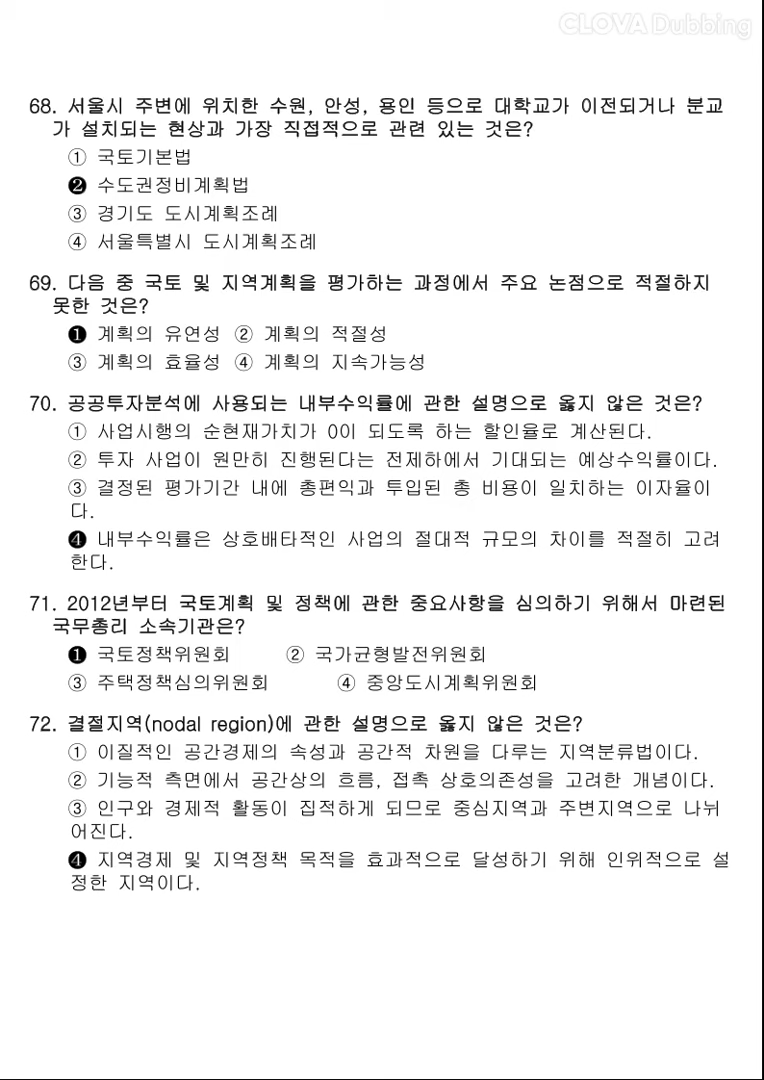 CLOVA Dubbing
68. 서울시 주변에 위치한 수원, 안성, 용인 등으로 대학교가 이전되거나 분교
가 설치되는 현상과 가장 직접적으로 관련 있는 것은?
① 국토기본법
❷ 수도권정비계획법
③ 경기도 도시계획조례
④ 서울특별시 도시계획조례
69. 다음 중 국토 및 지역계획을 평가하는 과정에서 주요 논점으로 적절하지
못한 것은?
❶ 계획의 유연성 ② 계획의 적절성
③ 계획의 효율성 ④ 계획의 지속가능성
70. 공공투자분석에 사용되는 내부수익률에 관한 설명으로 옳지 않은 것은?
① 사업시행의 순현재가치가 0이 되도록 하는 할인율로 계산된다.
② 투자 사업이 원만히 진행된다는 전제하에서 기대되는 예상수익률이다.
③ 결정된 평가기간 내에 총편익과 투입된 총 비용이 일치하는 이자율이
다.
❹ 내부수익률은 상호배타적인 사업의 절대적 규모의 차이를 적절히 고려
한다.
71. 2012년부터 국토계획 및 정책에 관한 중요사항을 심의하기 위해서 마련된
국무총리 소속기관은?
❶ 국토정책위원회 ② 국가균형발전위원회
③ 주택정책심의위원회 ④ 중앙도시계획위원회
72. 결절지역(nodal region)에 관한 설명으로 옳지 않은 것은?
① 이질적인 공간경제의 속성과 공간적 차원을 다루는 지역분류법이다.
② 기능적 측면에서 공간상의 흐름, 접촉 상호의존성을 고려한 개념이다.
③ 인구와 경제적 활동이 집적하게 되므로 중심지역과 주변지역으로 나뉘
어진다.
❹ 지역경제 및 지역정책 목적을 효과적으로 달성하기 위해 인위적으로 설
정한 지역이다.